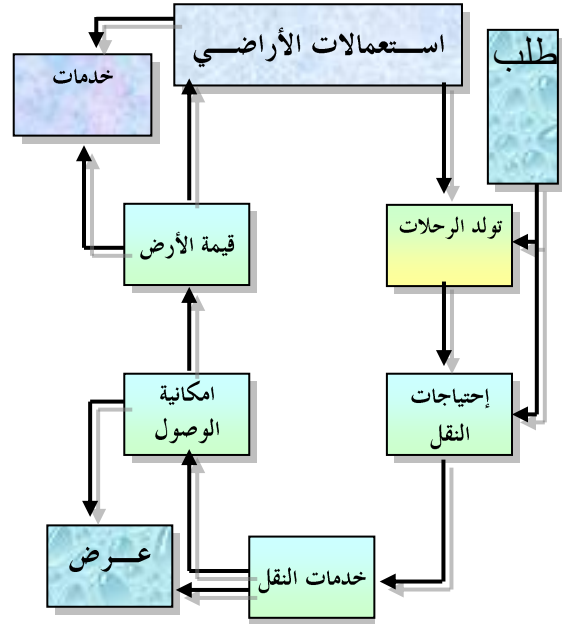 استعمالات الأراضي
طلب
خدمات
تولد الرحلات
قيمة الأرض
إحتياجات
النقل
امكانية
الوصول
خدمات النقل
عرض